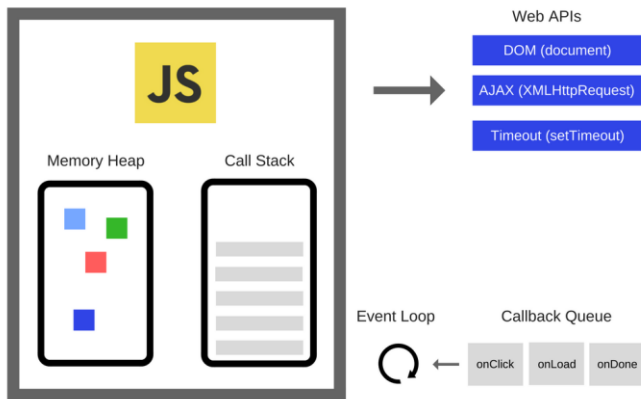 JS
Memory Heap
Call Stack
Web APIs
DOM (document)
AJAX (XMLHttpRequest)
Timeout (setTimeout)
Event Loop
Callback Queue
onClick
onLoad
onDone